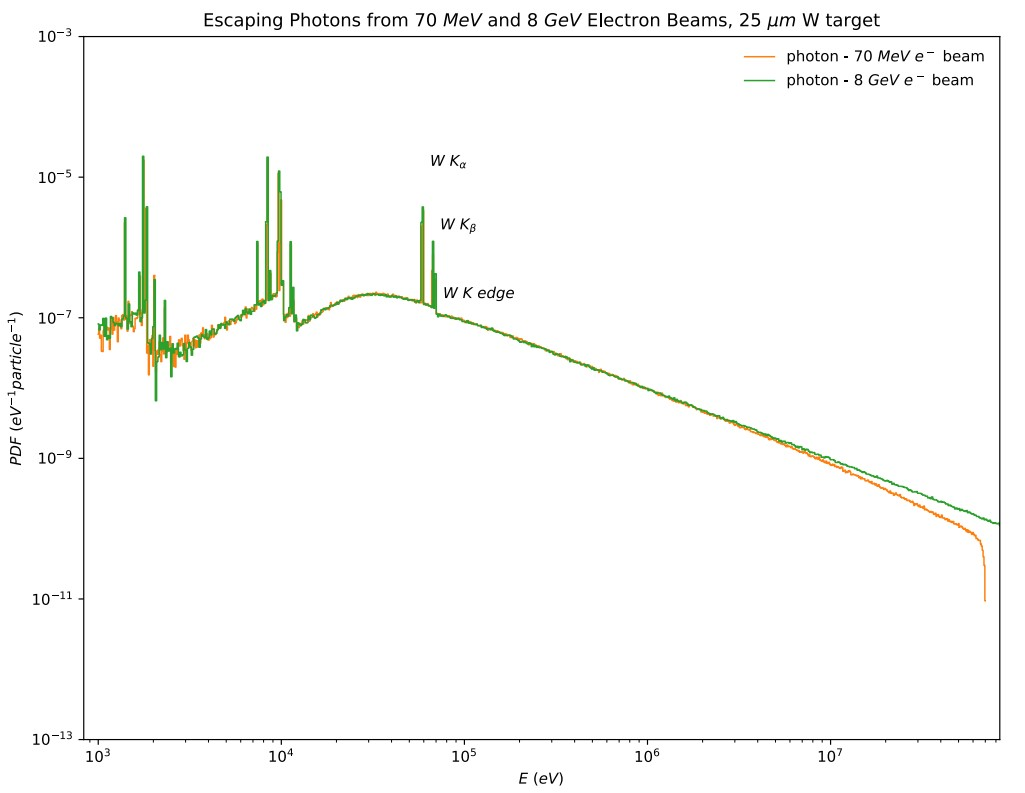 Escaping Photons from 70 MeV and 8 GeV Electron Beams, 25 μm W target
photon - 70 MeV e⁻ beam
photon - 8 GeV e⁻ beam
W Kα
W Kβ
W K edge
PDF (eV⁻¹particle⁻¹)
10⁻³
10⁻⁵
10⁻⁷
10⁻⁹
10⁻¹¹
10⁻¹³
10³ 10⁴ 10⁵ 10⁶ 10⁷
E (eV)